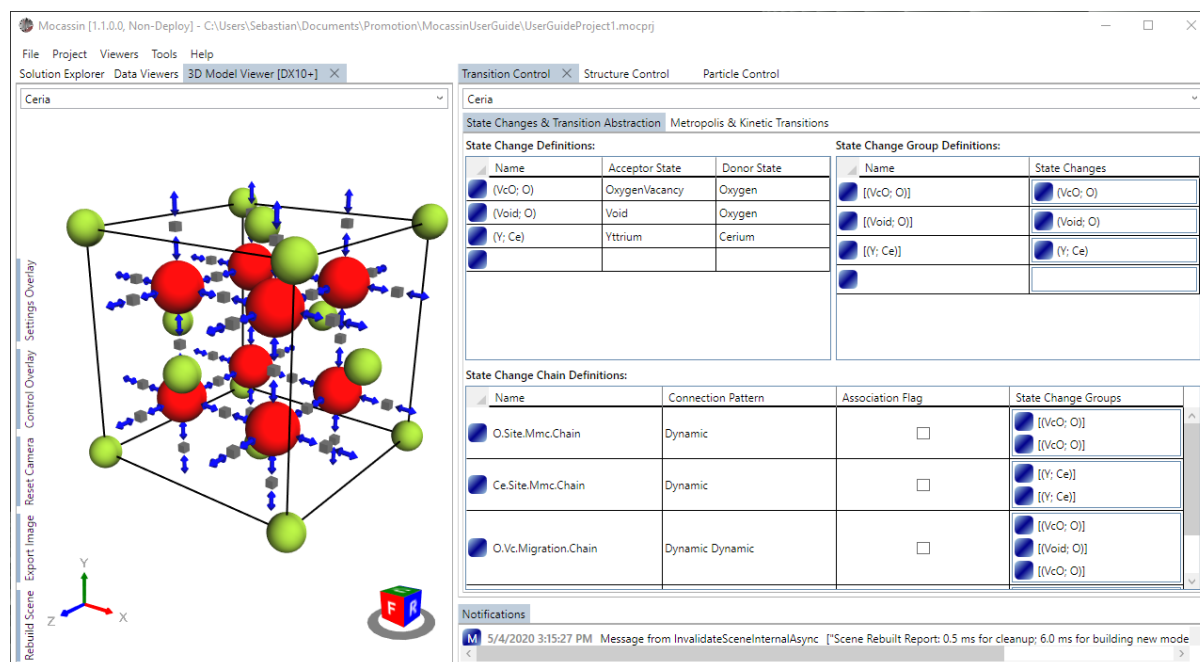 Mocassin [1.1.0.0, Non-Deploy] - C:\Users\Sebastian\Documents\Promotion\MocassinUserGuide\UserGuideProject1.mocprj
File Project Viewers Tools Help
Solution Explorer Data Viewers 3D Model Viewer [DX10+]
Ceria
Settings Overlay
Control Overlay
Reset Camera
Export Image
Rebuild Scene
Y
Z
X
F
R
Transition Control Structure Control Particle Control
Ceria
State Changes & Transition Abstraction Metropolis & Kinetic Transitions
State Change Definitions:
Name Acceptor State Donor State
(VcO; O) OxygenVacancy Oxygen
(Void; O) Void Oxygen
(Y; Ce) Yttrium Cerium
State Change Group Definitions:
Name State Changes
[(VcO; O)] (VcO; O)
[(Void; O)] (Void; O)
[(Y; Ce)] (Y; Ce)
State Change Chain Definitions:
Name Connection Pattern Association Flag State Change Groups
O.Site.Mmc.Chain Dynamic [(VcO; O)]
[(VcO; O)]
Ce.Site.Mmc.Chain Dynamic [(Y; Ce)]
[(Y; Ce)]
O.Vc.Migration.Chain Dynamic Dynamic [(VcO; O)]
[(Void; O)]
[(VcO; O)]
Notifications
M 5/4/2020 3:15:27 PM Message from InvalidateSceneInternalAsync ["Scene Rebuilt Report: 0.5 ms for cleanup; 6.0 ms for building new mode